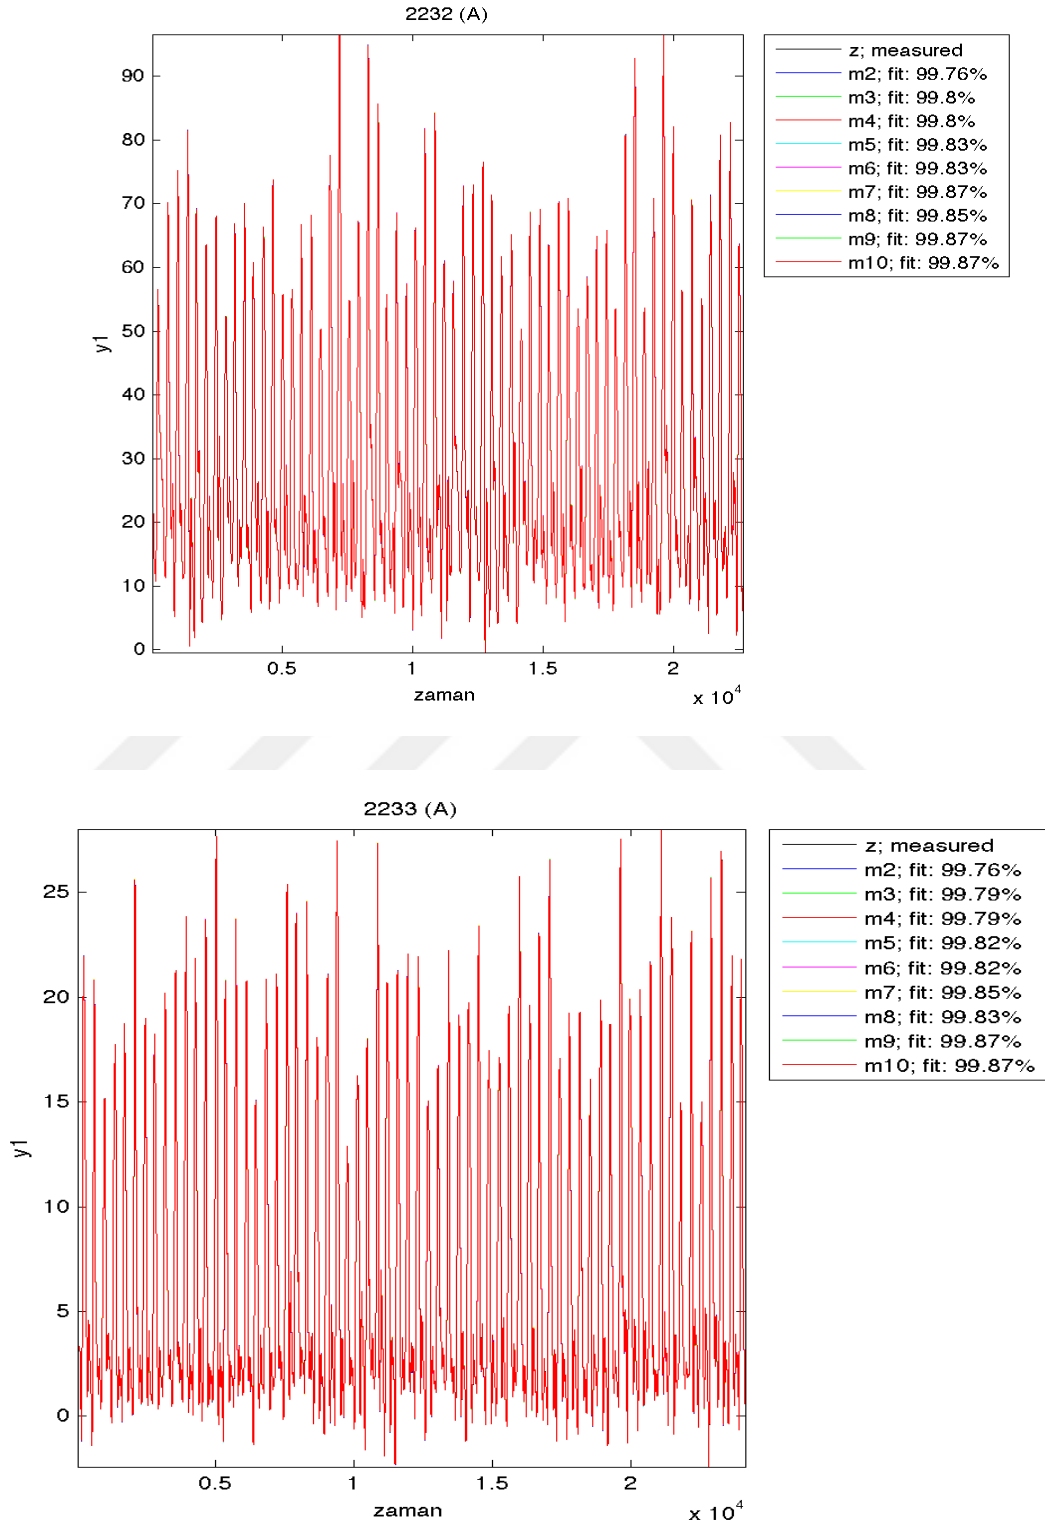 2232 (A)
z; measured
m2; fit: 99.76%
m3; fit: 99.8%
m4; fit: 99.8%
m5; fit: 99.83%
m6; fit: 99.83%
m7; fit: 99.87%
m8; fit: 99.85%
m9; fit: 99.87%
m10; fit: 99.87%
90
80
70
60
50
40
30
20
10
0
y1
0.5 1 1.5 2
zaman
x 10^4
2233 (A)
z; measured
m2; fit: 99.76%
m3; fit: 99.79%
m4; fit: 99.79%
m5; fit: 99.82%
m6; fit: 99.82%
m7; fit: 99.85%
m8; fit: 99.83%
m9; fit: 99.87%
m10; fit: 99.87%
25
20
15
10
5
0
y1
0.5 1 1.5 2
zaman
x 10^4